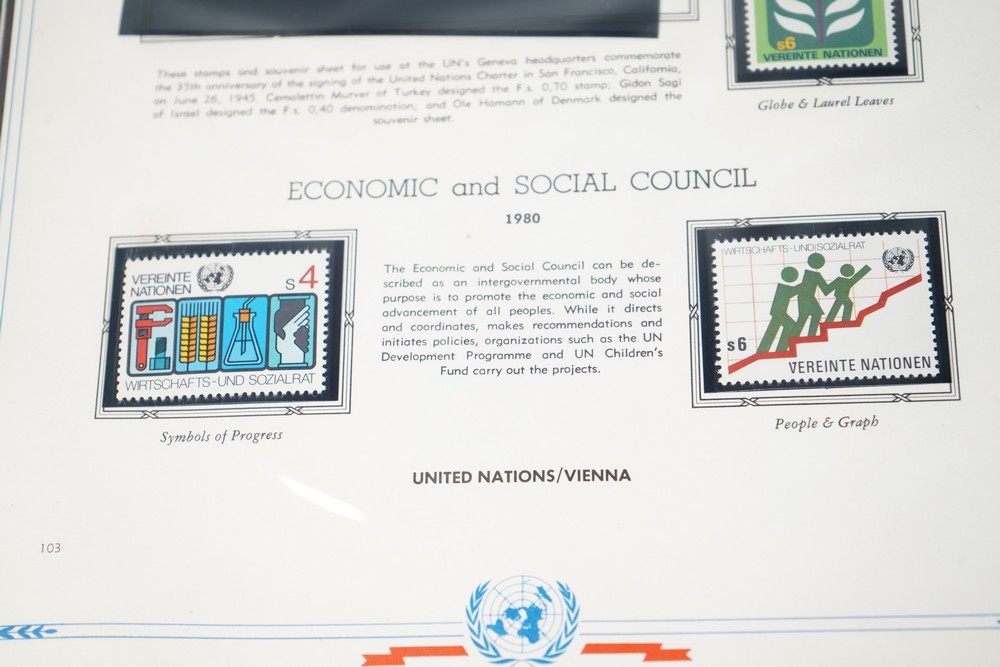 s6
VEREINTE NATIONEN
Globe & Laurel Leaves
These stamps and souvenir sheet for use at the UN's Geneva headquarters commemorate
the 35th anniversary of the signing of the United Nations Charter in San Francisco, California,
on June 26, 1945. Cemalettin Mutver of Turkey designed the F.s. 0,70 stamp; Gidon Sagi
of Israel designed the F.s. 0,40 denomination; and Ole Hamann of Denmark designed the
souvenir sheet.
ECONOMIC and SOCIAL COUNCIL
1980
VEREINTE
NATIONEN
s4
WIRTSCHAFTS-UND SOZIALRAT
Symbols of Progress
The Economic and Social Council can be de-
scribed as an intergovernmental body whose
purpose is to promote the economic and social
advancement of all peoples. While it directs
and coordinates, makes recommendations and
initiates policies, organizations such as the UN
Development Programme and UN Children's
Fund carry out the projects.
WIRTSCHAFTS-UND SOZIALRAT
s6
VEREINTE NATIONEN
People & Graph
UNITED NATIONS/VIENNA
103